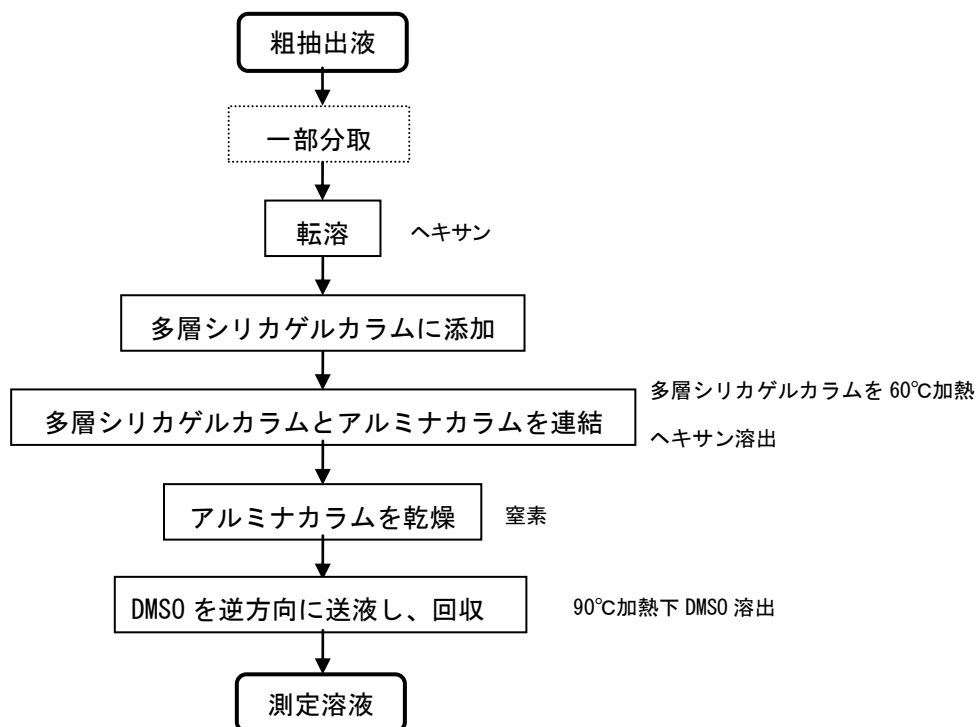 粗抽出液
一部分取
転溶 ヘキサン
多層シリカゲルカラムに添加
多層シリカゲルカラムを 60℃加熱
多層シリカゲルカラムとアルミナカラムを連結
ヘキサン溶出
アルミナカラムを乾燥 窒素
DMSO を逆方向に送液し、回収 90℃加熱下 DMSO 溶出
測定溶液